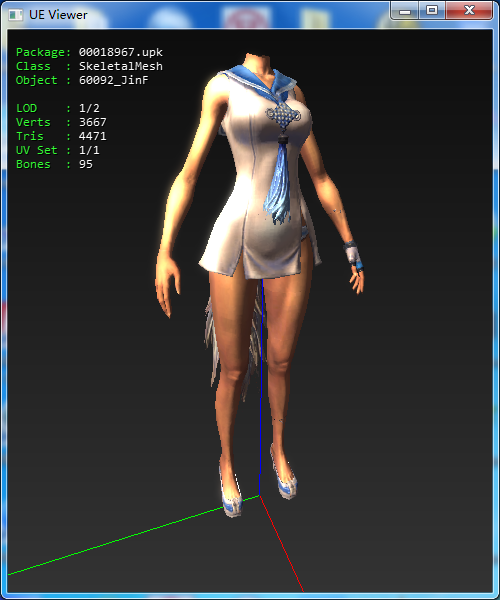 UE Viewer
Package: 00018967.upk
Class : SkeletalMesh
Object : 60092_JinF
LOD : 1/2
Verts : 3667
Tris : 4471
UV Set : 1/1
Bones : 95